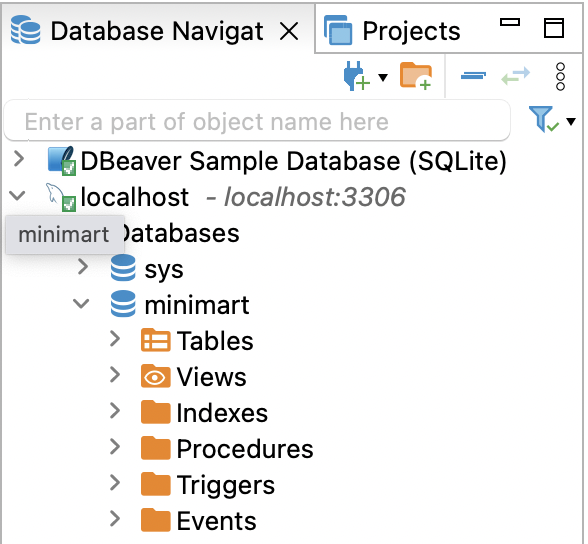 Database Navigat
Projects
Enter a part of object name here
DBeaver Sample Database (SQLite)
localhost - localhost:3306
minimart
Databases
sys
minimart
Tables
Views
Indexes
Procedures
Triggers
Events